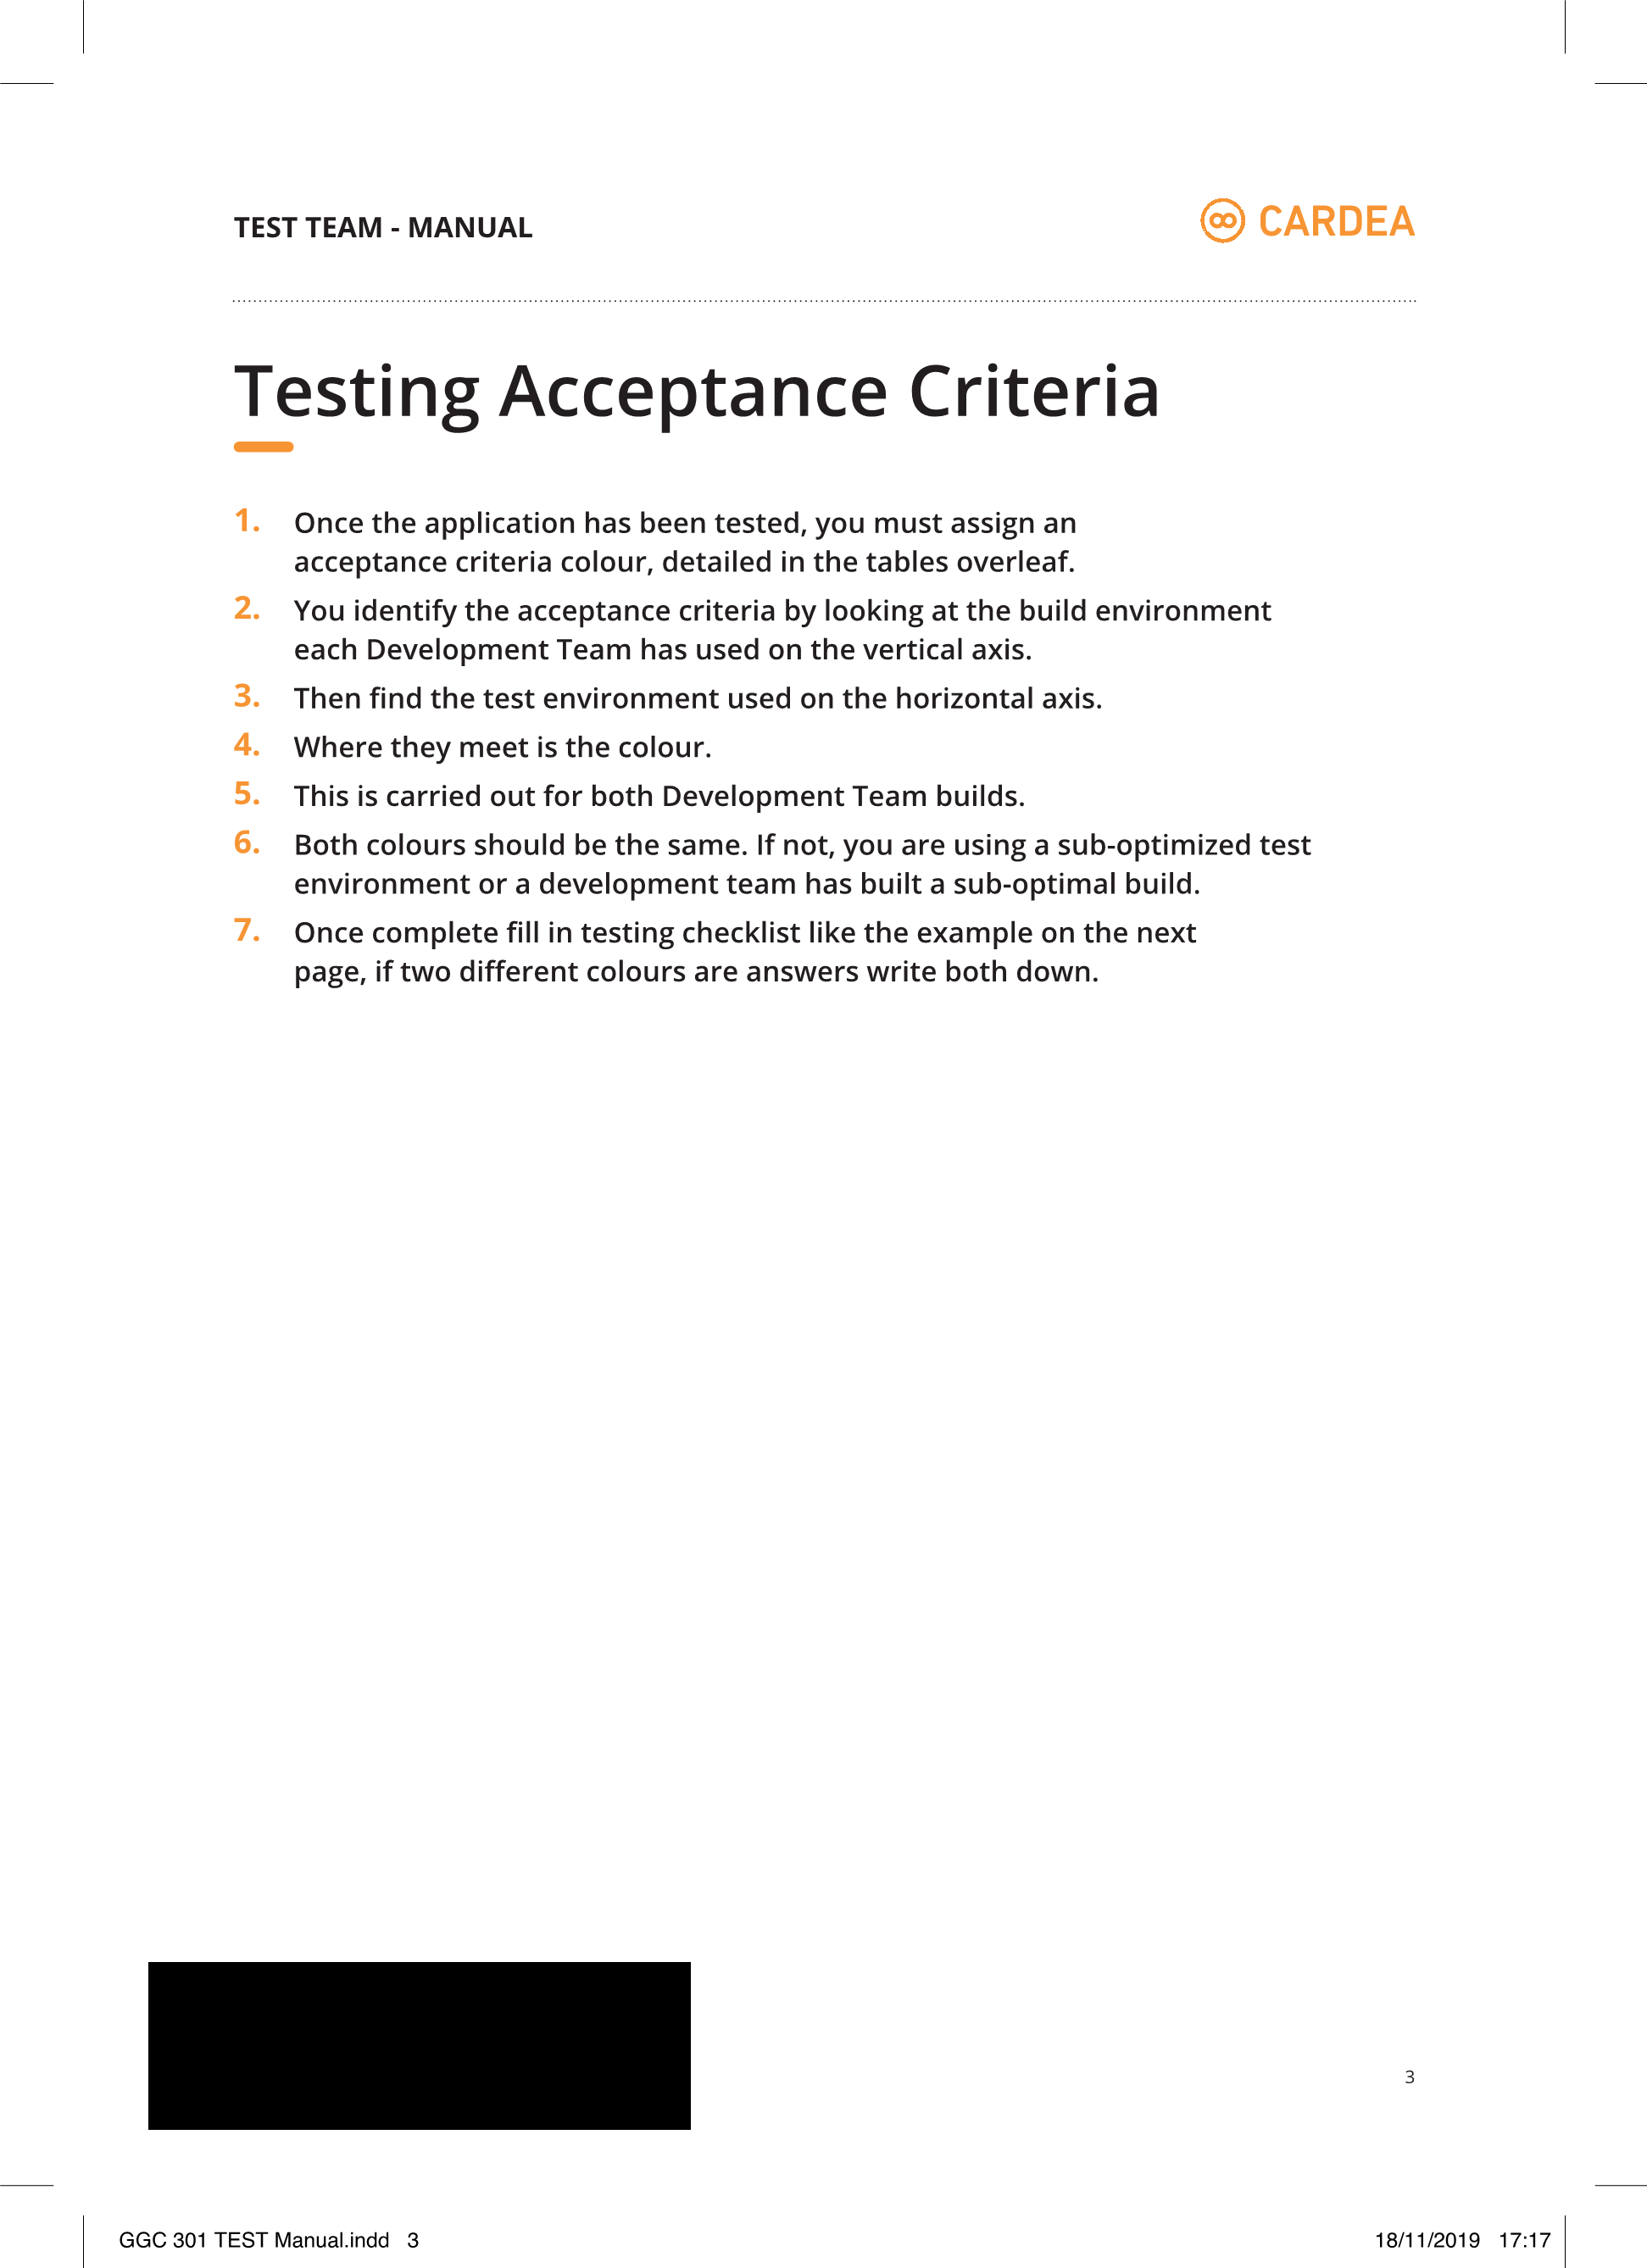 TEST TEAM - MANUAL
CARDEA
Testing Acceptance Criteria
1. Once the application has been tested, you must assign an
acceptance criteria colour, detailed in the tables overleaf.
2. You identify the acceptance criteria by looking at the build environment
each Development Team has used on the vertical axis.
3. Then find the test environment used on the horizontal axis.
4. Where they meet is the colour.
5. This is carried out for both Development Team builds.
6. Both colours should be the same. If not, you are using a sub-optimized test
environment or a development team has built a sub-optimal build.
7. Once complete fill in testing checklist like the example on the next
page, if two different colours are answers write both down.
3
GGC 301 TEST Manual.indd 3
18/11/2019 17:17